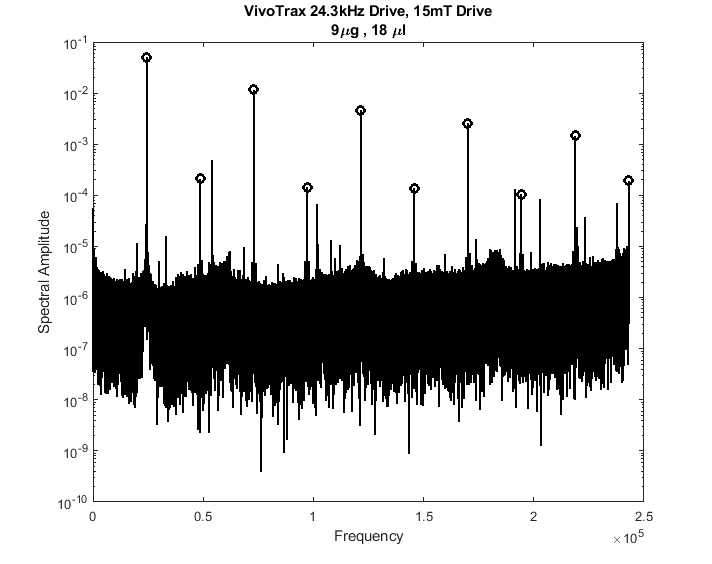 VivoTrax 24.3kHz Drive, 15mT Drive
9μg , 18 μl
10^-1
10^-2
10^-3
10^-4
10^-5
10^-6
10^-7
10^-8
10^-9
10^-10
Spectral Amplitude
0 0.5 1 1.5 2 2.5
Frequency
×10^5